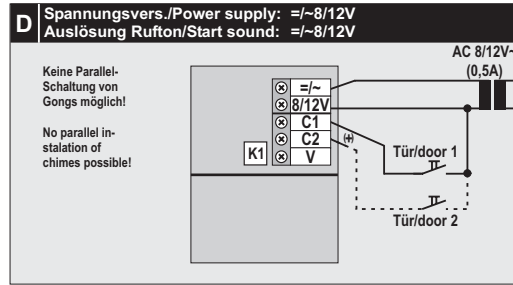 D
Spannungsvers./Power supply: =/~8/12V
Auslösung Rufton/Start sound: =/~8/12V
AC 8/12V~
(0,5A)
Keine Parallel-
Schaltung von
Gongs möglich!
No parallel in-
stalation of
chimes possible!
=/~
8/12V
C1
C2
V
K1
(+)
Tür/door 1
Tür/door 2